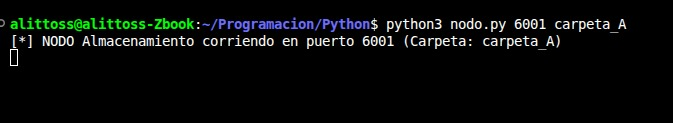 alittoss@alittoss-Zbook:~/Programacion/Python$ python3 nodo.py 6001 carpeta_A
[*] NODO Almacenamiento corriendo en puerto 6001 (Carpeta: carpeta_A)